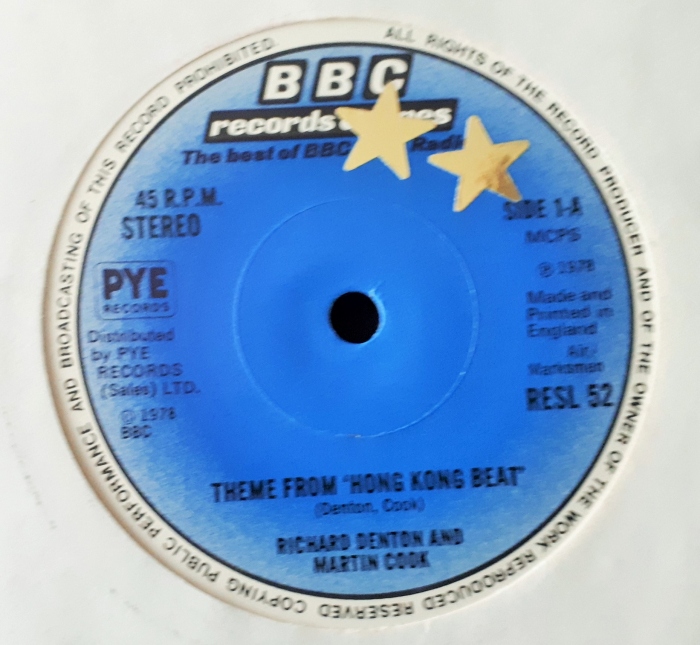 ALL RIGHTS OF THE RECORD PRODUCER AND OF THE OWNER OF THE WORK REPRODUCED RESERVED COPYING PUBLIC PERFORMANCE AND BROADCASTING OF THIS RECORD PROHIBITED
BBC
records
The best of BBC
45 R.P.M.
STEREO
SIDE 1-A
MCPS
℗ 1978
PYE
RECORDS
Distributed
by PYE
RECORDS
(Sales) LTD.
© 1978
BBC
Made and
Printed in
England
Air/
Marksmen
RESL 52
THEME FROM 'HONG KONG BEAT'
(Denton, Cook)
RICHARD DENTON AND
MARTIN COOK